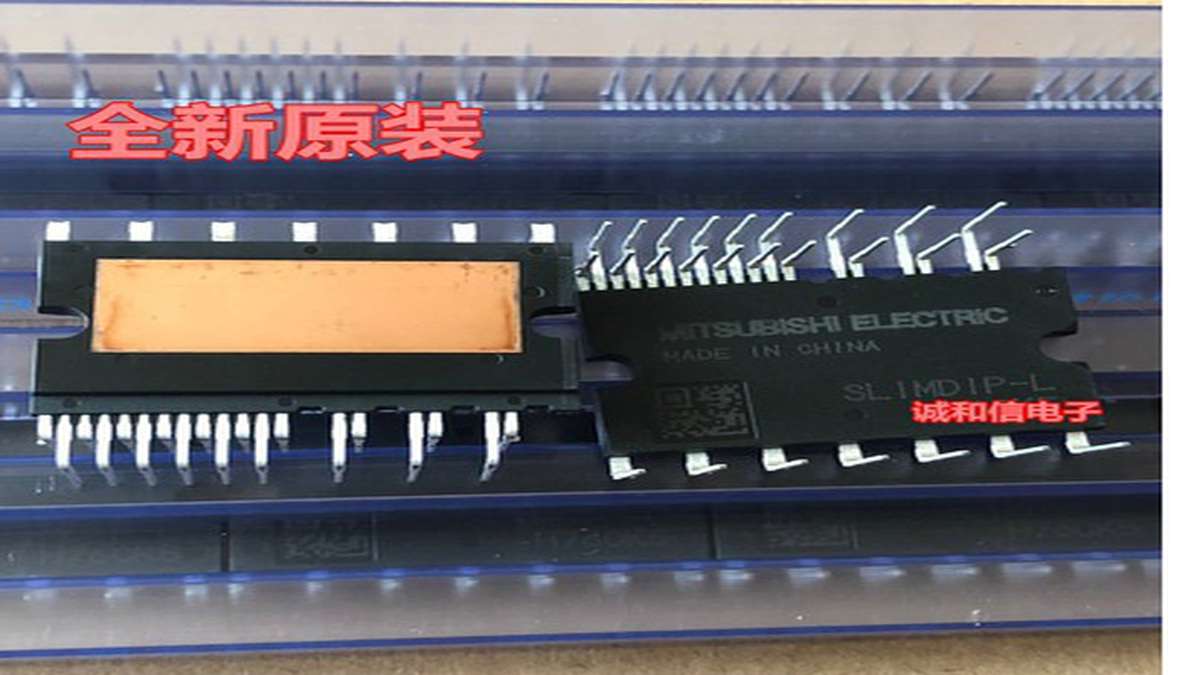 全新原装
MITSUBISHI ELECTRIC
MADE IN CHINA
SLIMDIP-L
诚和信电子